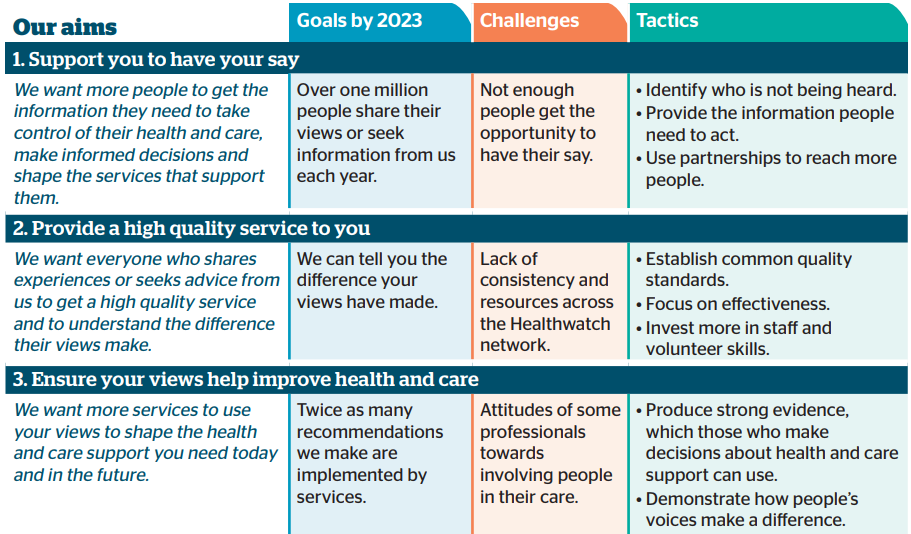 Our aims
Goals by 2023
Challenges
Tactics
1. Support you to have your say
We want more people to get the
information they need to take
control of their health and care,
make informed decisions and
shape the services that support
them.
Over one million
people share their
views or seek
information from us
each year.
Not enough
people get the
opportunity to
have their say.
• Identify who is not being heard.
• Provide the information people
need to act.
• Use partnerships to reach more
people.
2. Provide a high quality service to you
We want everyone who shares
experiences or seeks advice from
us to get a high quality service
and to understand the difference
their views make.
We can tell you the
difference your
views have made.
Lack of
consistency and
resources across
the Healthwatch
network.
• Establish common quality
standards.
• Focus on effectiveness.
• Invest more in staff and
volunteer skills.
3. Ensure your views help improve health and care
We want more services to use
your views to shape the health
and care support you need today
and in the future.
Twice as many
recommendations
we make are
implemented by
services.
Attitudes of some
professionals
towards
involving people
in their care.
• Produce strong evidence,
which those who make
decisions about health and care
support can use.
• Demonstrate how people's
voices make a difference.